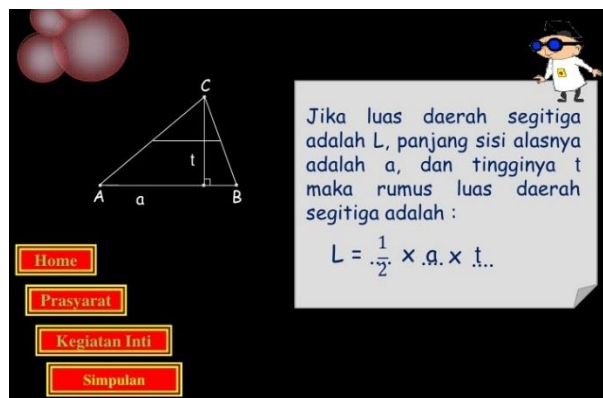 C
t
A
a
B
Jika luas daerah segitiga
adalah L, panjang sisi alasnya
adalah a, dan tingginya t
maka rumus luas daerah
segitiga adalah :
L = ..1/2.. × ..a.. × ..t...
Home
Prasyarat
Kegiatan Inti
Simpulan